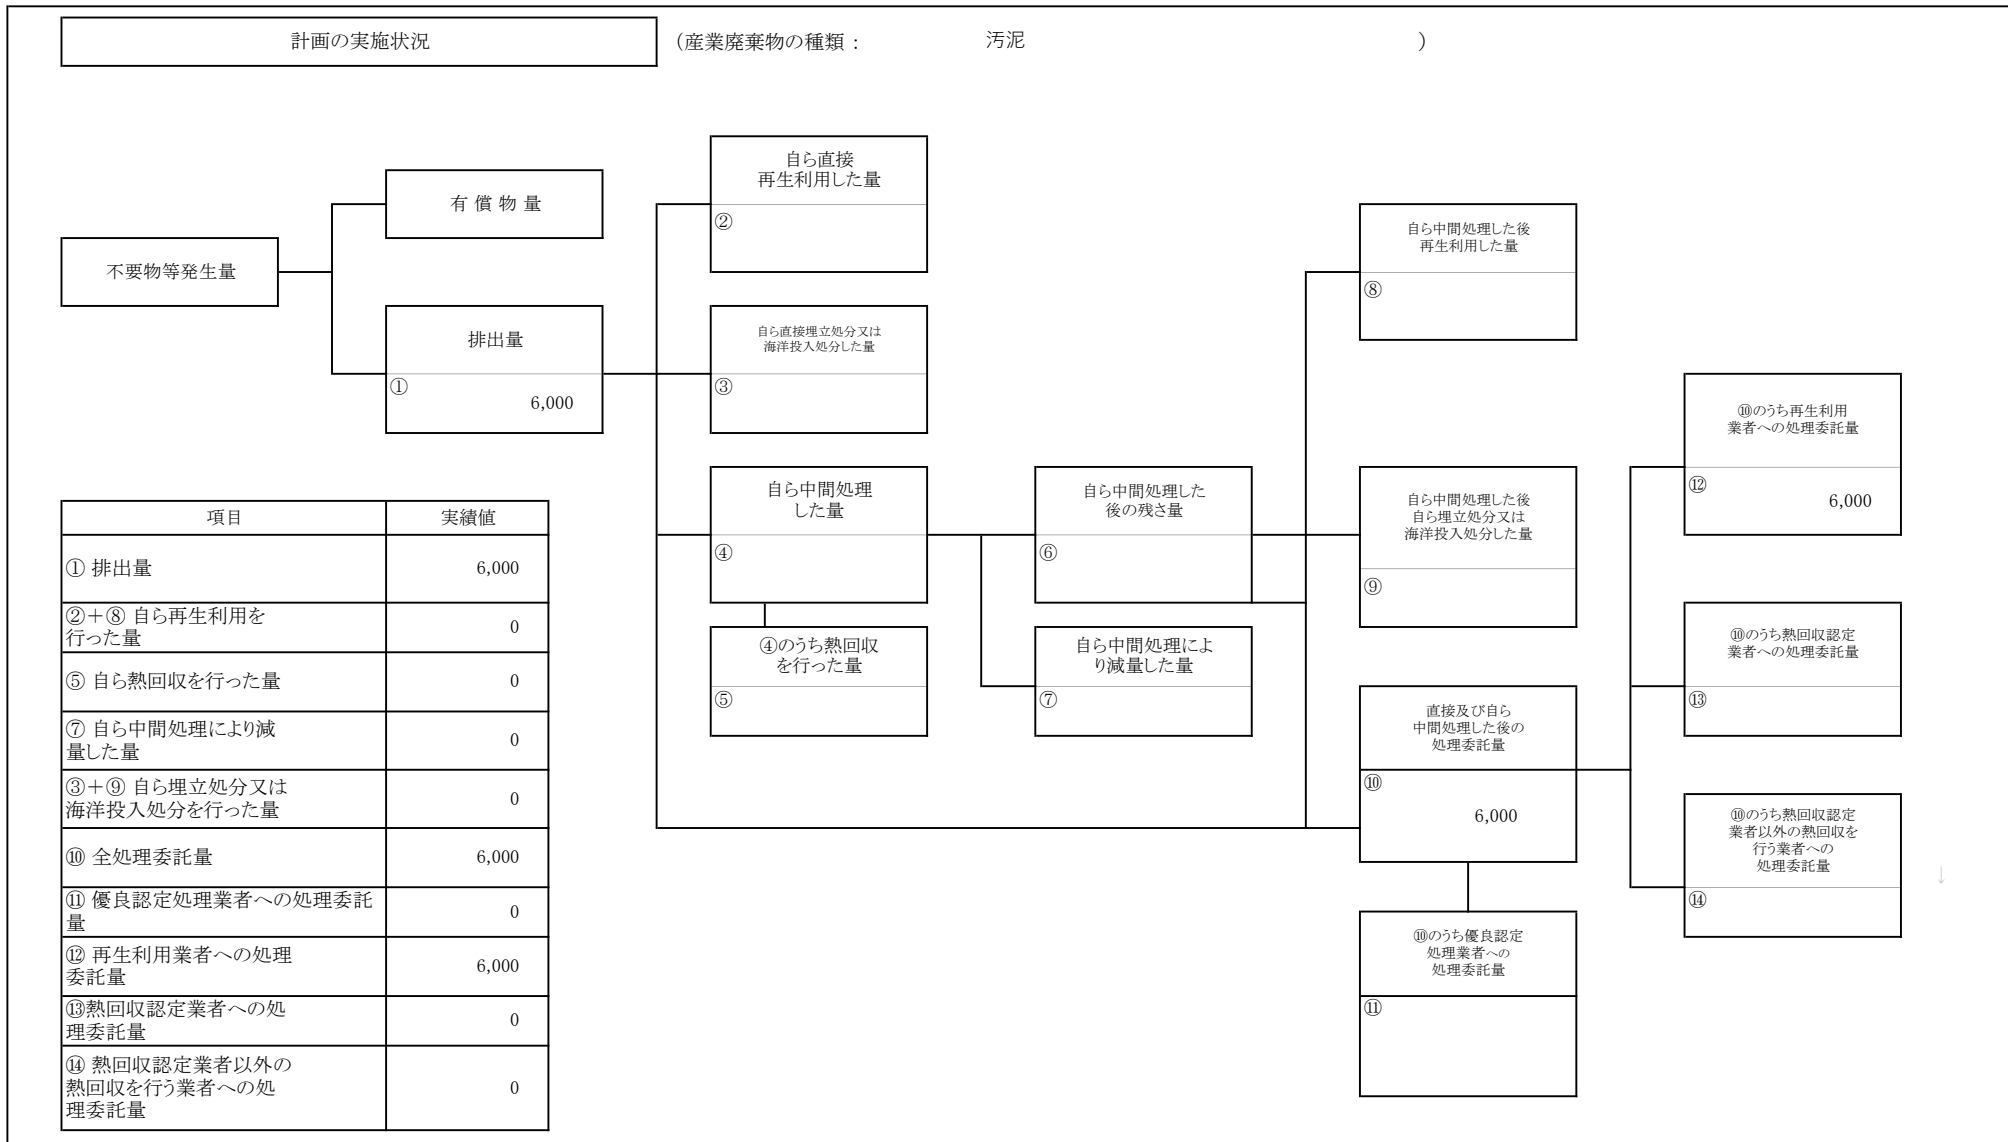 計画の実施状況
（産業廃棄物の種類： 汚泥 ）
不要物等発生量
有 償 物 量
排出量
①
6,000
自ら直接
再生利用した量
②
自ら直接埋立処分又は
海洋投入処分した量
③
自ら中間処理
した量
④
④のうち熱回収
を行った量
⑤
自ら中間処理した
後の残さ量
⑥
自ら中間処理によ
り減量した量
⑦
自ら中間処理した後
再生利用した量
⑧
自ら中間処理した後
自ら埋立処分又は
海洋投入処分した量
⑨
直接及び自ら
中間処理した後の
処理委託量
⑩
6,000
⑩のうち優良認定
処理業者への
処理委託量
⑪
⑩のうち再生利用
業者への処理委託量
⑫
6,000
⑩のうち熱回収認定
業者への処理委託量
⑬
⑩のうち熱回収認定
業者以外の熱回収を
行う業者への
処理委託量
⑭
↓
項目 実績値
① 排出量 6,000
②＋⑧ 自ら再生利用を
行った量 0
⑤ 自ら熱回収を行った量 0
⑦ 自ら中間処理により減
量した量 0
③＋⑨ 自ら埋立処分又は
海洋投入処分を行った量 0
⑩ 全処理委託量 6,000
⑪ 優良認定処理業者への処理委託
量 0
⑫ 再生利用業者への処理
委託量 6,000
⑬熱回収認定業者への処
理委託量 0
⑭ 熱回収認定業者以外の
熱回収を行う業者への処
理委託量 0